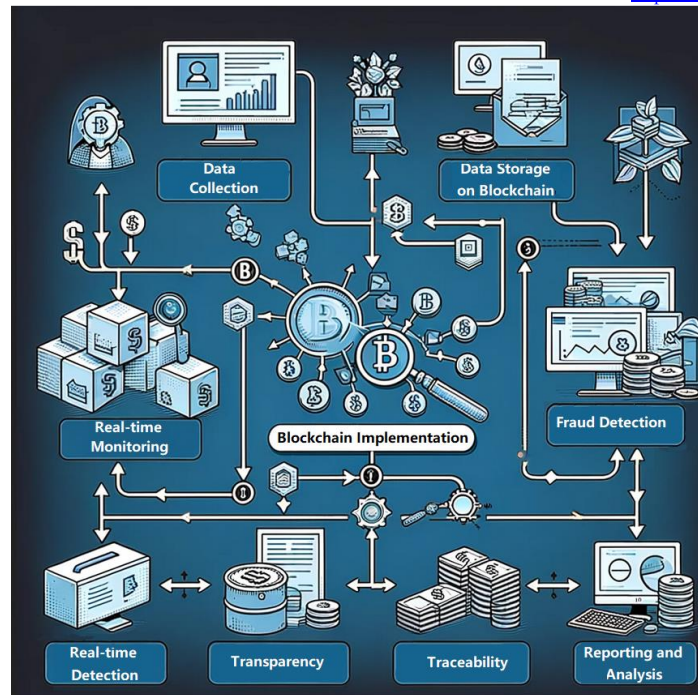 Data
Collection
Data Storage
on Blockchain
Real-time
Monitoring
Blockchain Implementation
Fraud Detection
Real-time
Detection
Transparency
Traceability
Reporting and
Analysis